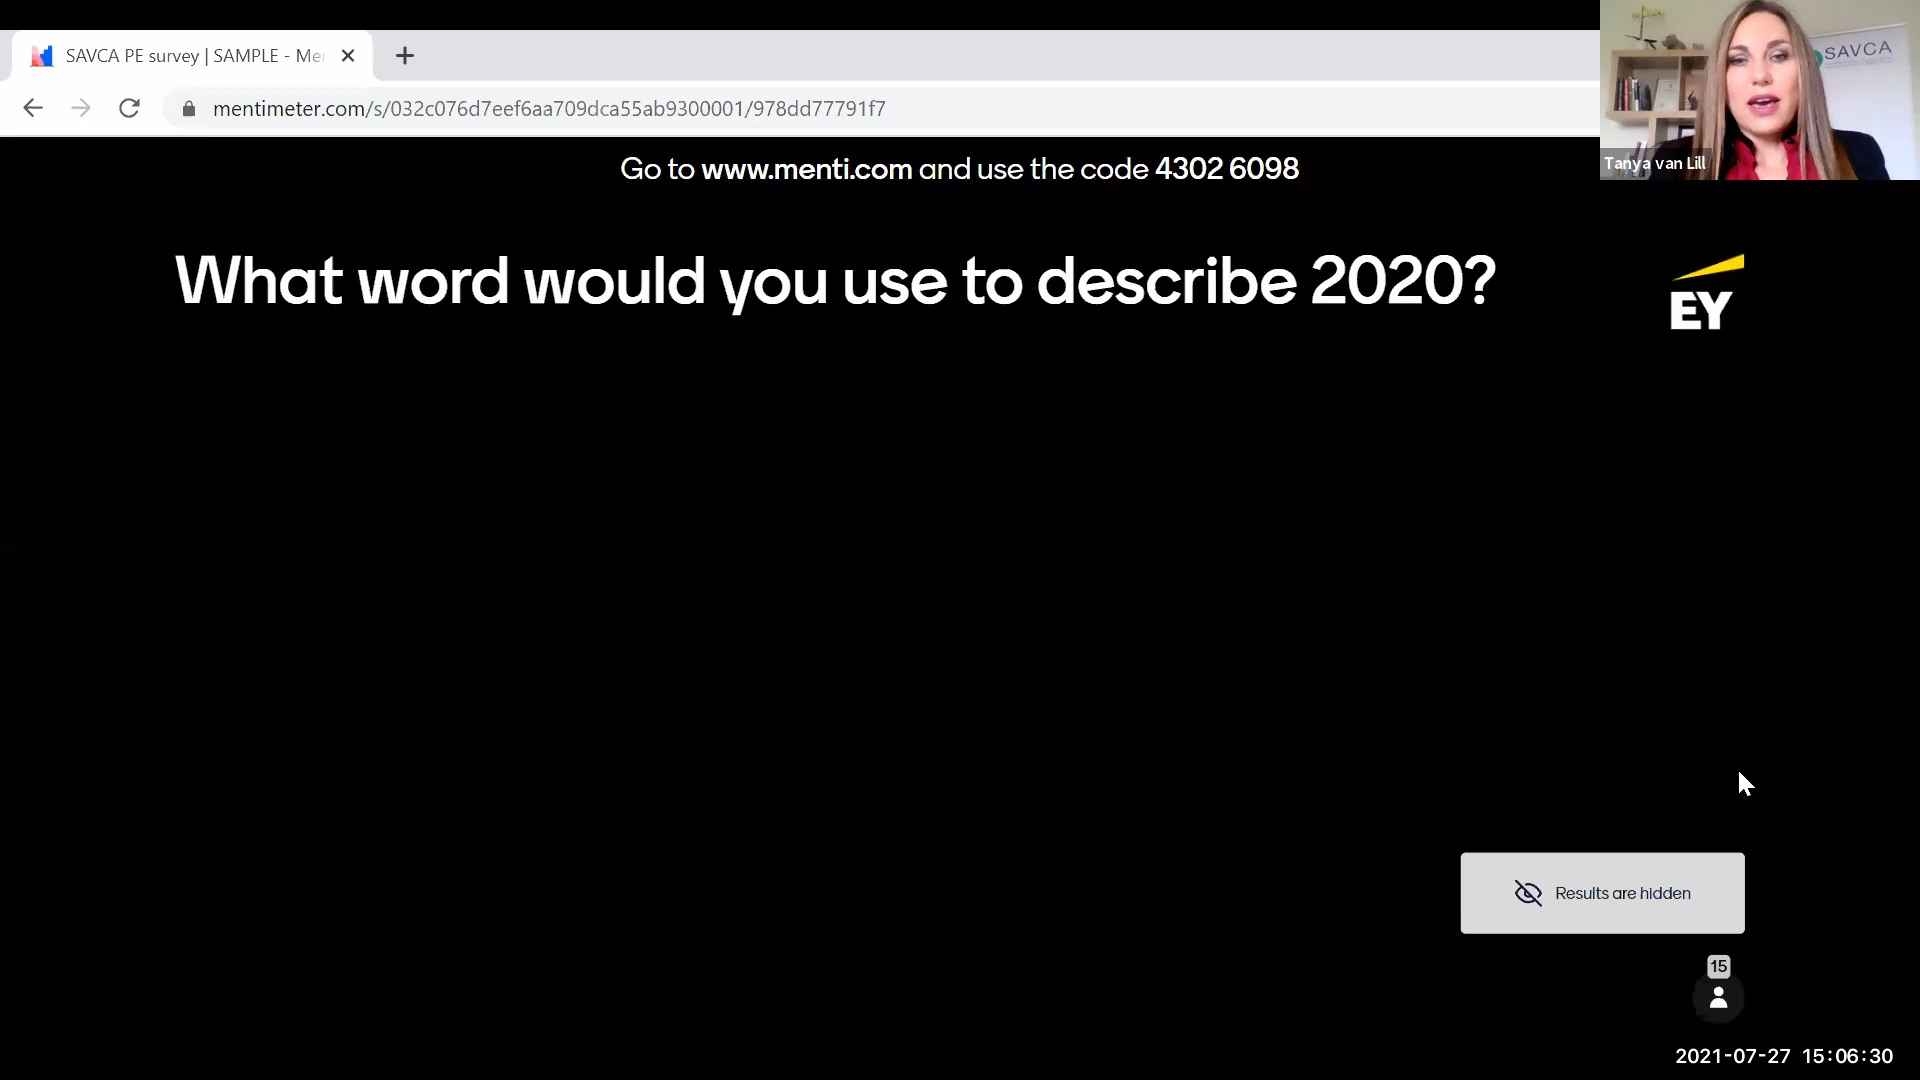 SAVCA PE survey | SAMPLE - Me
mentimeter.com/s/032c076d7eef6aa709dca55ab9300001/978dd77791f7
SAVCA
Tanya van Lill
Go to www.menti.com and use the code 4302 6098
What word would you use to describe 2020?
EY
Results are hidden
15
2021-07-27 15:06:30